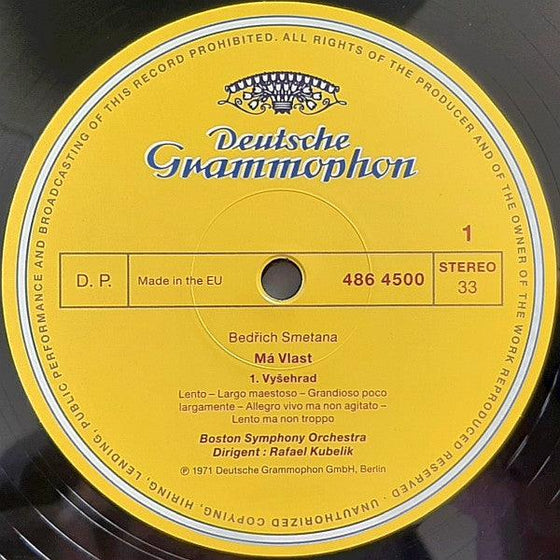 ALL RIGHTS OF THE PRODUCER AND OF THE OWNER OF THE WORK REPRODUCED RESERVED · UNAUTHORIZED COPYING, HIRING, LENDING PUBLIC PERFORMANCE AND BROADCASTING OF THIS RECORD PROHIBITED.
Deutsche
Grammophon
1
D. P.
Made in the EU
486 4500
STEREO
33
Bedřich Smetana
Má Vlast
1. Vyšehrad
Lento – Largo maestoso – Grandioso poco
largamente – Allegro vivo ma non agitato –
Lento ma non troppo
Boston Symphony Orchestra
Dirigent : Rafael Kubelik
℗ 1971 Deutsche Grammophon GmbH, Berlin